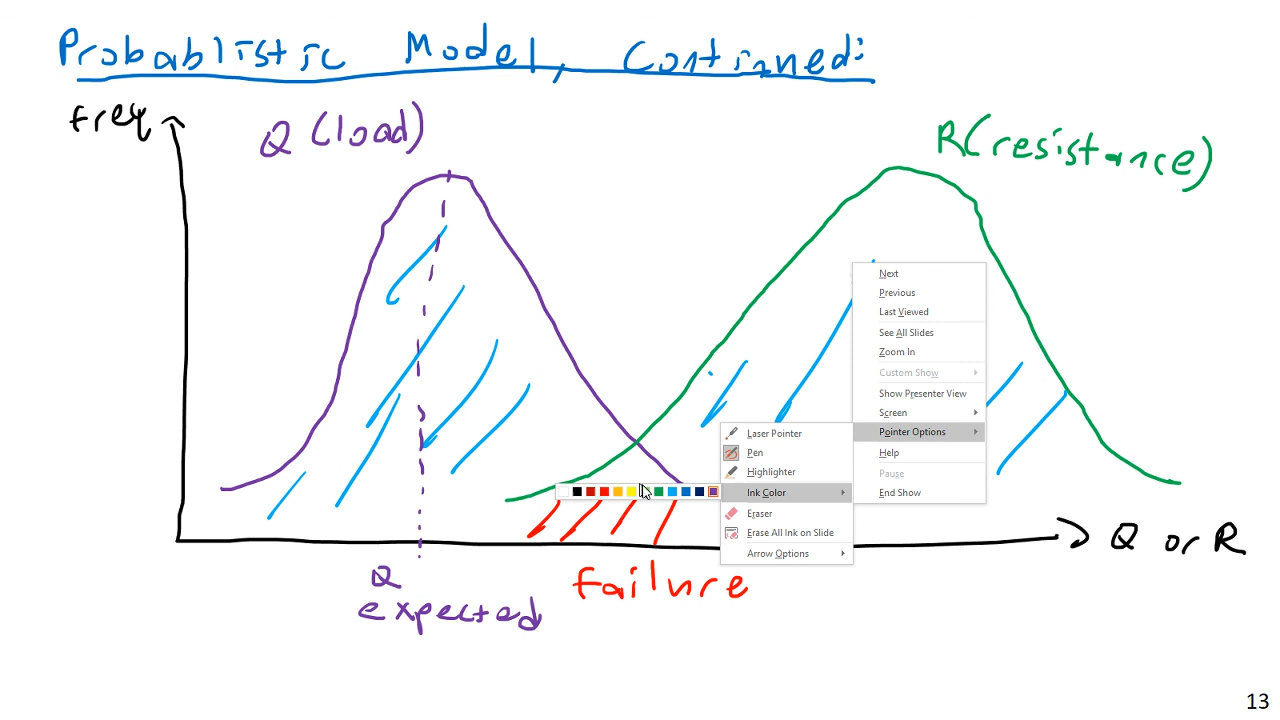 Probablistic Model, Continued:
Freq
Q (load)
R(resistance)
Next
Previous
Last Viewed
See All Slides
Zoom In
Custom Show
Show Presenter View
Screen
Pointer Options
Help
Pause
End Show
Laser Pointer
Pen
Highlighter
Ink Color
Eraser
Erase All Ink on Slide
Arrow Options
Q or R
Q
expected
failure
13